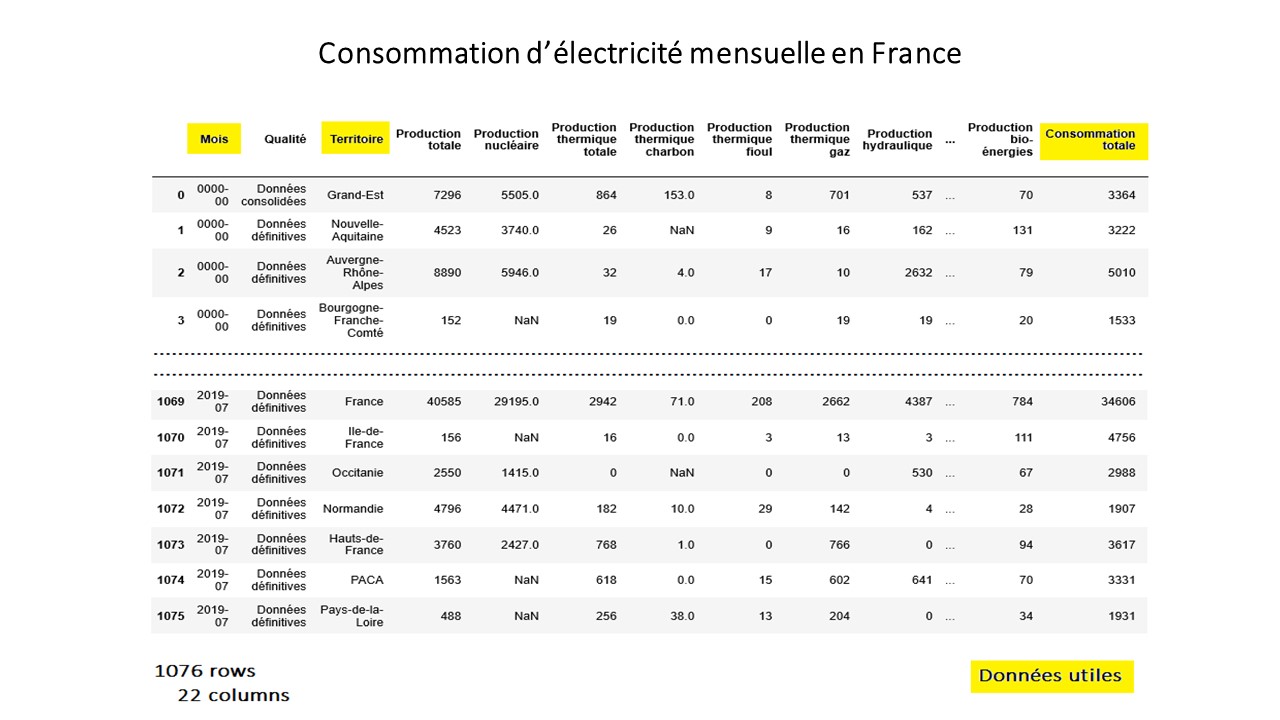 Consommation d’électricité mensuelle en France
Mois Qualité Territoire Production totale Production nucléaire Production thermique totale Production thermique charbon Production thermique fioul Production thermique gaz Production hydraulique ... Production bio-énergies Consommation totale
0 0000-00 Données consolidées Grand-Est 7296 5505.0 864 153.0 8 701 537 ... 70 3364
1 0000-00 Données définitives Nouvelle-Aquitaine 4523 3740.0 26 NaN 9 16 162 ... 131 3222
2 0000-00 Données définitives Auvergne-Rhône-Alpes 8890 5946.0 32 4.0 17 10 2632 ... 79 5010
3 0000-00 Données définitives Bourgogne-Franche-Comté 152 NaN 19 0.0 0 19 19 ... 20 1533
1069 2019-07 Données définitives France 40585 29195.0 2942 71.0 208 2662 4387 ... 784 34606
1070 2019-07 Données définitives Ile-de-France 156 NaN 16 0.0 3 13 3 ... 111 4756
1071 2019-07 Données définitives Occitanie 2550 1415.0 0 NaN 0 0 530 ... 67 2988
1072 2019-07 Données définitives Normandie 4796 4471.0 182 10.0 29 142 4 ... 28 1907
1073 2019-07 Données définitives Hauts-de-France 3760 2427.0 768 1.0 0 766 0 ... 94 3617
1074 2019-07 Données définitives PACA 1563 NaN 618 0.0 15 602 641 ... 70 3331
1075 2019-07 Données définitives Pays-de-la-Loire 488 NaN 256 38.0 13 204 0 ... 34 1931
1076 rows
22 columns
Données utiles